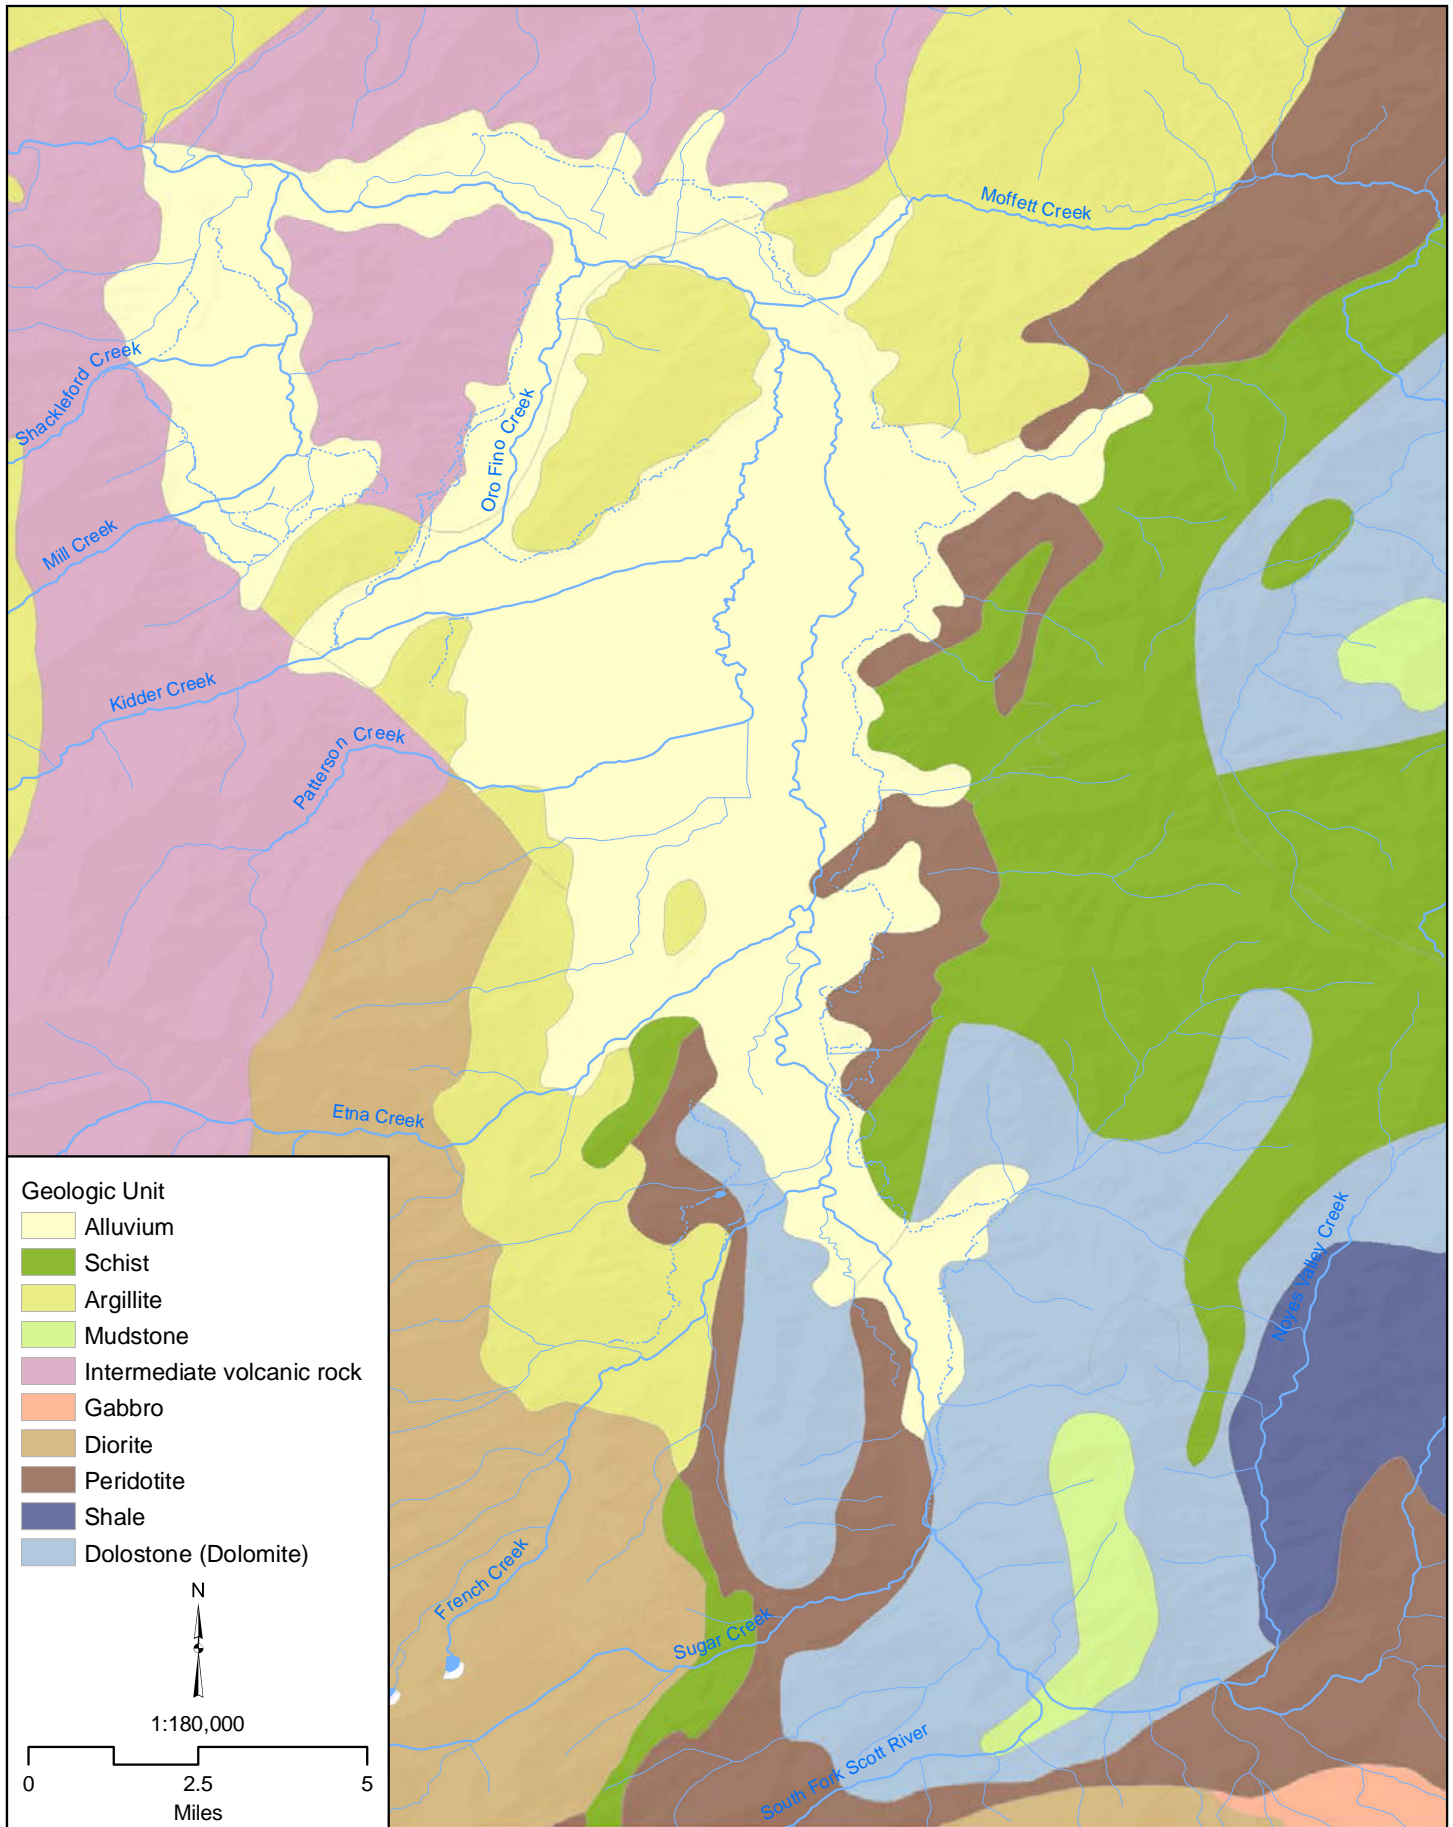 Moffett Creek
Shackleford Creek
Oro Fino Creek
Mill Creek
Kidder Creek
Patterson Creek
Etna Creek
Noyes Valley Creek
French Creek
Sugar Creek
South Fork Scott River
Geologic Unit
Alluvium
Schist
Argillite
Mudstone
Intermediate volcanic rock
Gabbro
Diorite
Peridotite
Shale
Dolostone (Dolomite)
N
1:180,000
0 2.5 5
Miles